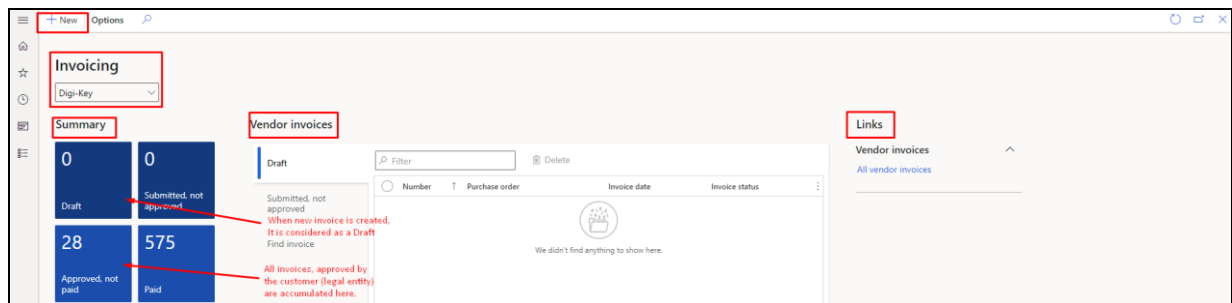 New Options
Invoicing
Digi-Key
Summary
0
Draft
0
Submitted, not
approved
28
Approved, not
paid
575
Paid
Vendor invoices
Draft
Submitted, not
approved
When new invoice is created,
It is considered as a Draft
Find invoice
All invoices, approved by
the customer (legal entity)
are accumulated here.
Filter
Delete
Number ↑ Purchase order Invoice date Invoice status
We didn't find anything to show here.
Links
Vendor invoices
All vendor invoices